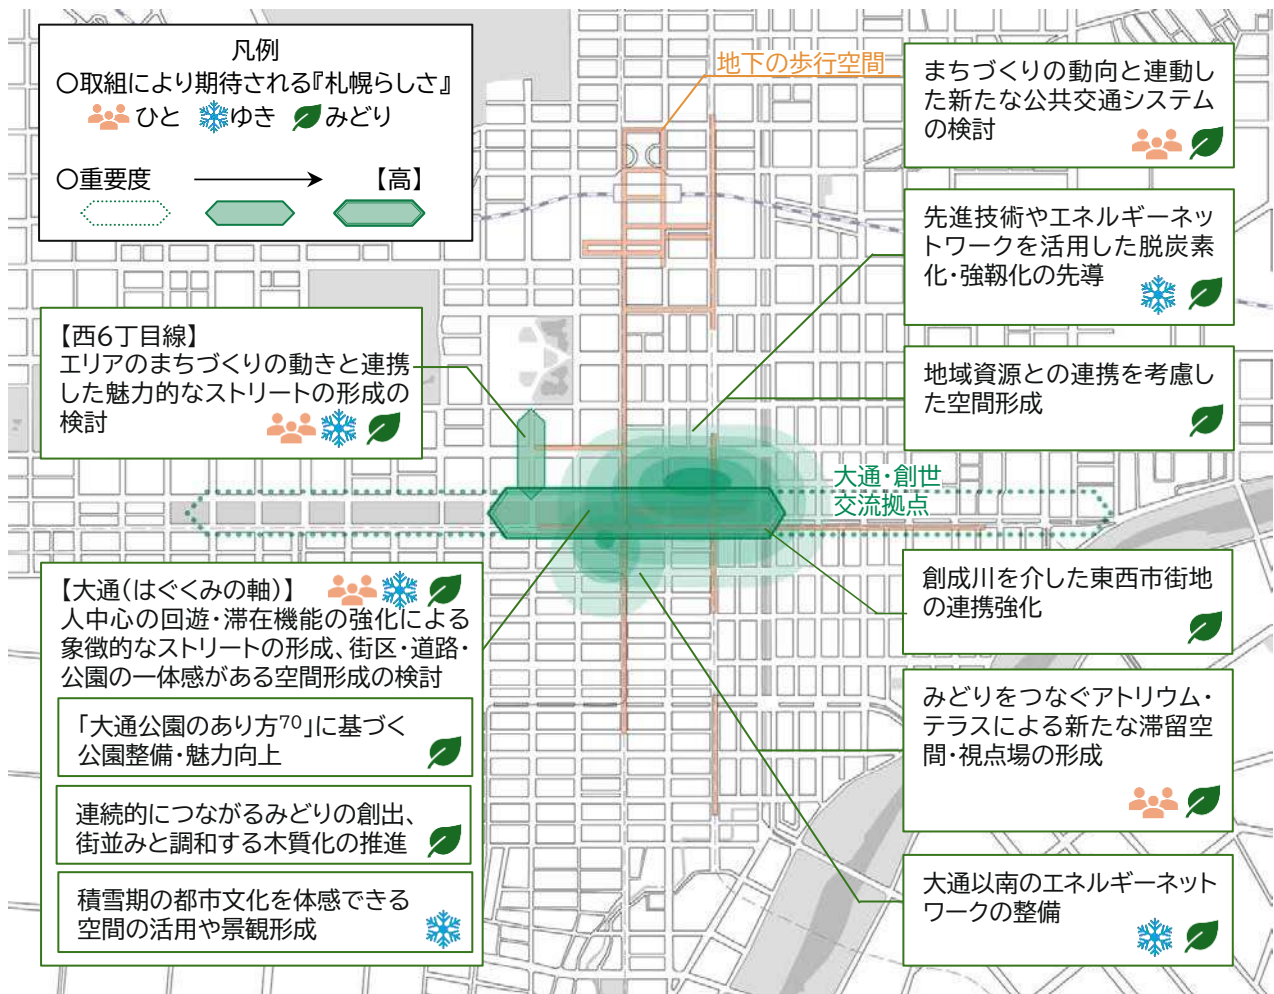 凡例
〇取組により期待される『札幌らしさ』
ひと ゆき みどり
〇重要度 【高】
地下の歩行空間
まちづくりの動向と連動し
た新たな公共交通システム
の検討
先進技術やエネルギーネッ
トワークを活用した脱炭素
化・強靱化の先導
地域資源との連携を考慮し
た空間形成
【西6丁目線】
エリアのまちづくりの動きと連携
した魅力的なストリートの形成の
検討
大通・創世
交流拠点
創成川を介した東西市街地
の連携強化
【大通(はぐくみの軸)】
人中心の回遊・滞在機能の強化による
象徴的なストリートの形成、街区・道路・
公園の一体感がある空間形成の検討
「大通公園のあり方70」に基づく
公園整備・魅力向上
連続的につながるみどりの創出、
街並みと調和する木質化の推進
積雪期の都市文化を体感できる
空間の活用や景観形成
みどりをつなぐアトリウム・
テラスによる新たな滞留空
間・視点場の形成
大通以南のエネルギーネット
ワークの整備